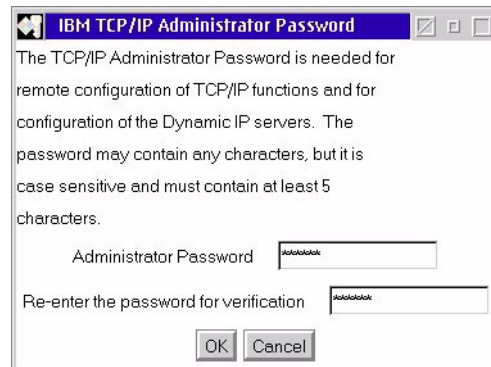 IBM TCP/IP Administrator Password
The TCP/IP Administrator Password is needed for
remote configuration of TCP/IP functions and for
configuration of the Dynamic IP servers. The
password may contain any characters, but it is
case sensitive and must contain at least 5
characters.
Administrator Password ******
Re-enter the password for verification ******
OK Cancel